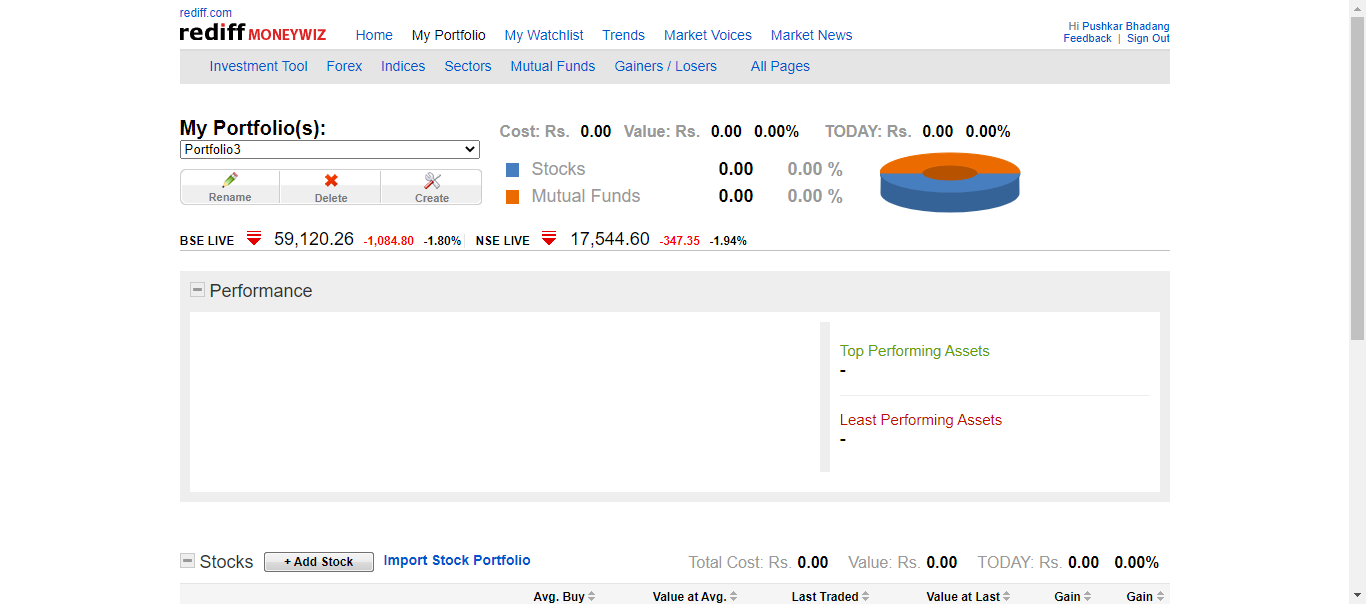 rediff.com
rediff MONEYWIZ Home My Portfolio My Watchlist Trends Market Voices Market News
Hi Pushkar Bhadang
Feedback | Sign Out
Investment Tool Forex Indices Sectors Mutual Funds Gainers / Losers All Pages
My Portfolio(s):
Portfolio3
Rename Delete Create
Cost: Rs. 0.00 Value: Rs. 0.00 0.00% TODAY: Rs. 0.00 0.00%
Stocks 0.00 0.00 %
Mutual Funds 0.00 0.00 %
BSE LIVE 59,120.26 -1,084.80 -1.80% NSE LIVE 17,544.60 -347.35 -1.94%
Performance
Top Performing Assets
-
Least Performing Assets
-
Stocks + Add Stock Import Stock Portfolio Total Cost: Rs. 0.00 Value: Rs. 0.00 TODAY: Rs. 0.00 0.00%
Avg. Buy Value at Avg. Last Traded Value at Last Gain Gain